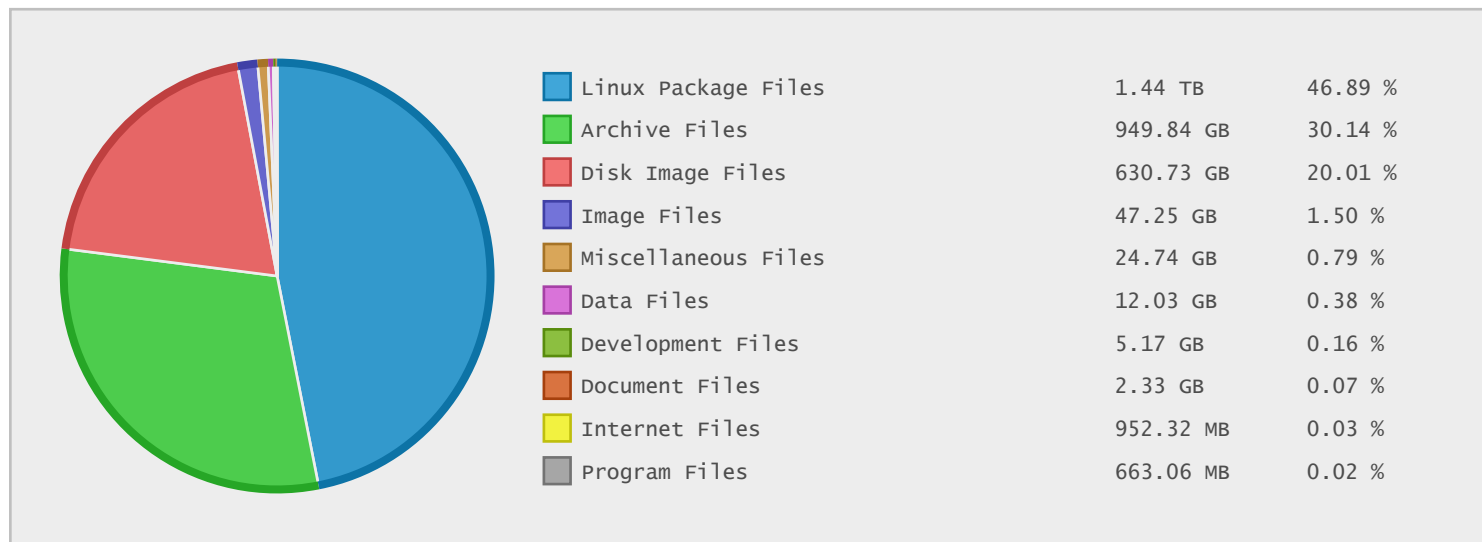 Linux Package Files 1.44 TB 46.89 %
Archive Files 949.84 GB 30.14 %
Disk Image Files 630.73 GB 20.01 %
Image Files 47.25 GB 1.50 %
Miscellaneous Files 24.74 GB 0.79 %
Data Files 12.03 GB 0.38 %
Development Files 5.17 GB 0.16 %
Document Files 2.33 GB 0.07 %
Internet Files 952.32 MB 0.03 %
Program Files 663.06 MB 0.02 %